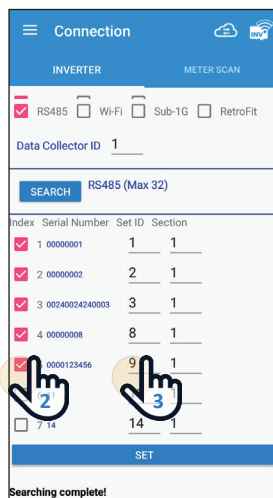 Connection INV
INVERTER METER SCAN
RS485 Wi-Fi Sub-1G RetroFit
Data Collector ID 1
SEARCH RS485 (Max 32)
Index Serial Number Set ID Section
1 00000001 1 1
2 00000002 2 1
3 00240024240003 3 1
4 00000008 8 1
0000123456 9 1
2 3
7 14 14 1
SET
Searching complete!